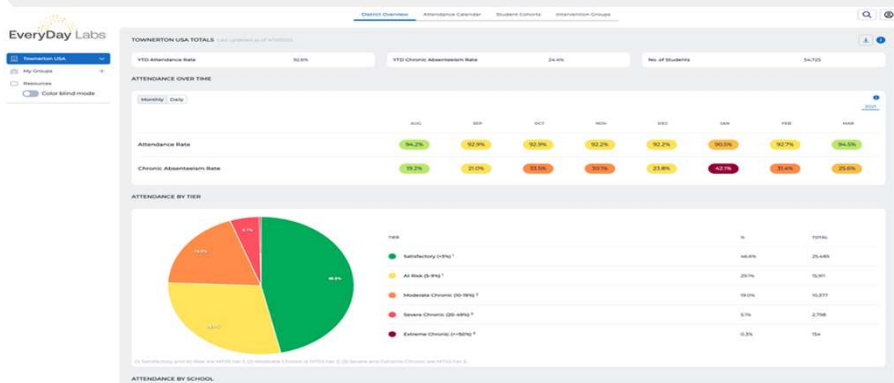 District Overview Attendance Calendar Student Cohorts Intervention Groups
EveryDay Labs
TOWNERTON USA TOTALS
Townerton USA
My Groups
Resources
Color blind mode
YTD Attendance Rate 92.6% YTD Chronic Absenteeism Rate 24.4% No. of Students 54,725
ATTENDANCE OVER TIME
Monthly Daily
2021
AUG SEP OCT NOV DEC JAN FEB MAR
Attendance Rate 94.2% 92.9% 92.9% 92.2% 92.2% 90.5% 92.7% 94.5%
Chronic Absenteeism Rate 19.2% 21.0% 33.5% 30.1% 23.8% 42.1% 31.4% 25.6%
ATTENDANCE BY TIER
TIER % TOTAL
Satisfactory (<5%) 46.6% 25,485
At Risk (5-9%) 29.1% 15,911
Moderate Chronic (10-19%) 19.0% 10,377
Severe Chronic (20-49%) 5.1% 2,798
Extreme Chronic (>=50%) 0.3% 154
ATTENDANCE BY SCHOOL